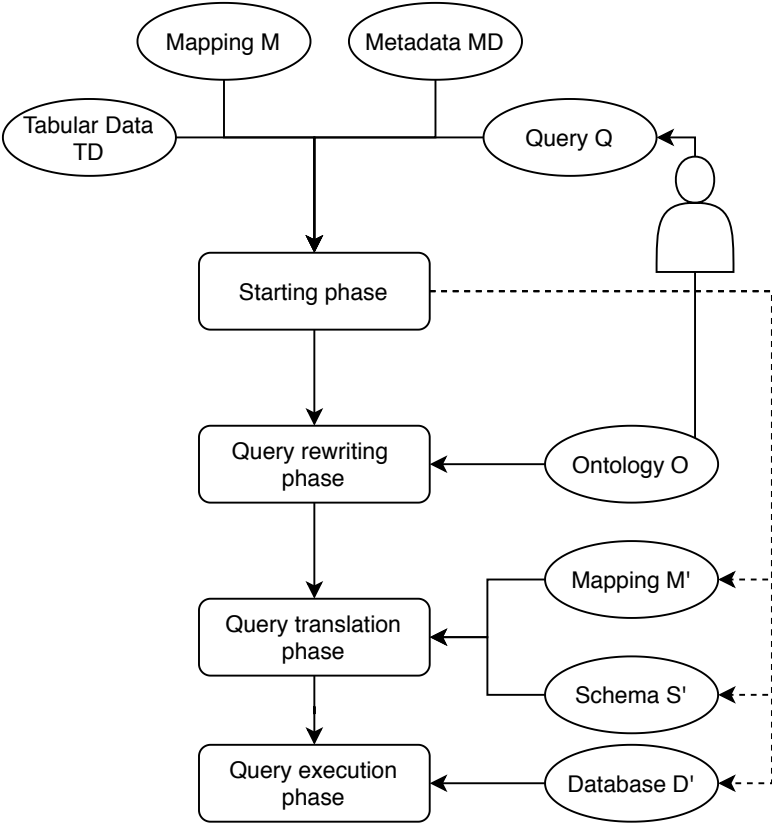 Mapping M
Metadata MD
Tabular Data
TD
Query Q
Starting phase
Query rewriting
phase
Ontology O
Mapping M'
Query translation
phase
Schema S'
Query execution
phase
Database D'